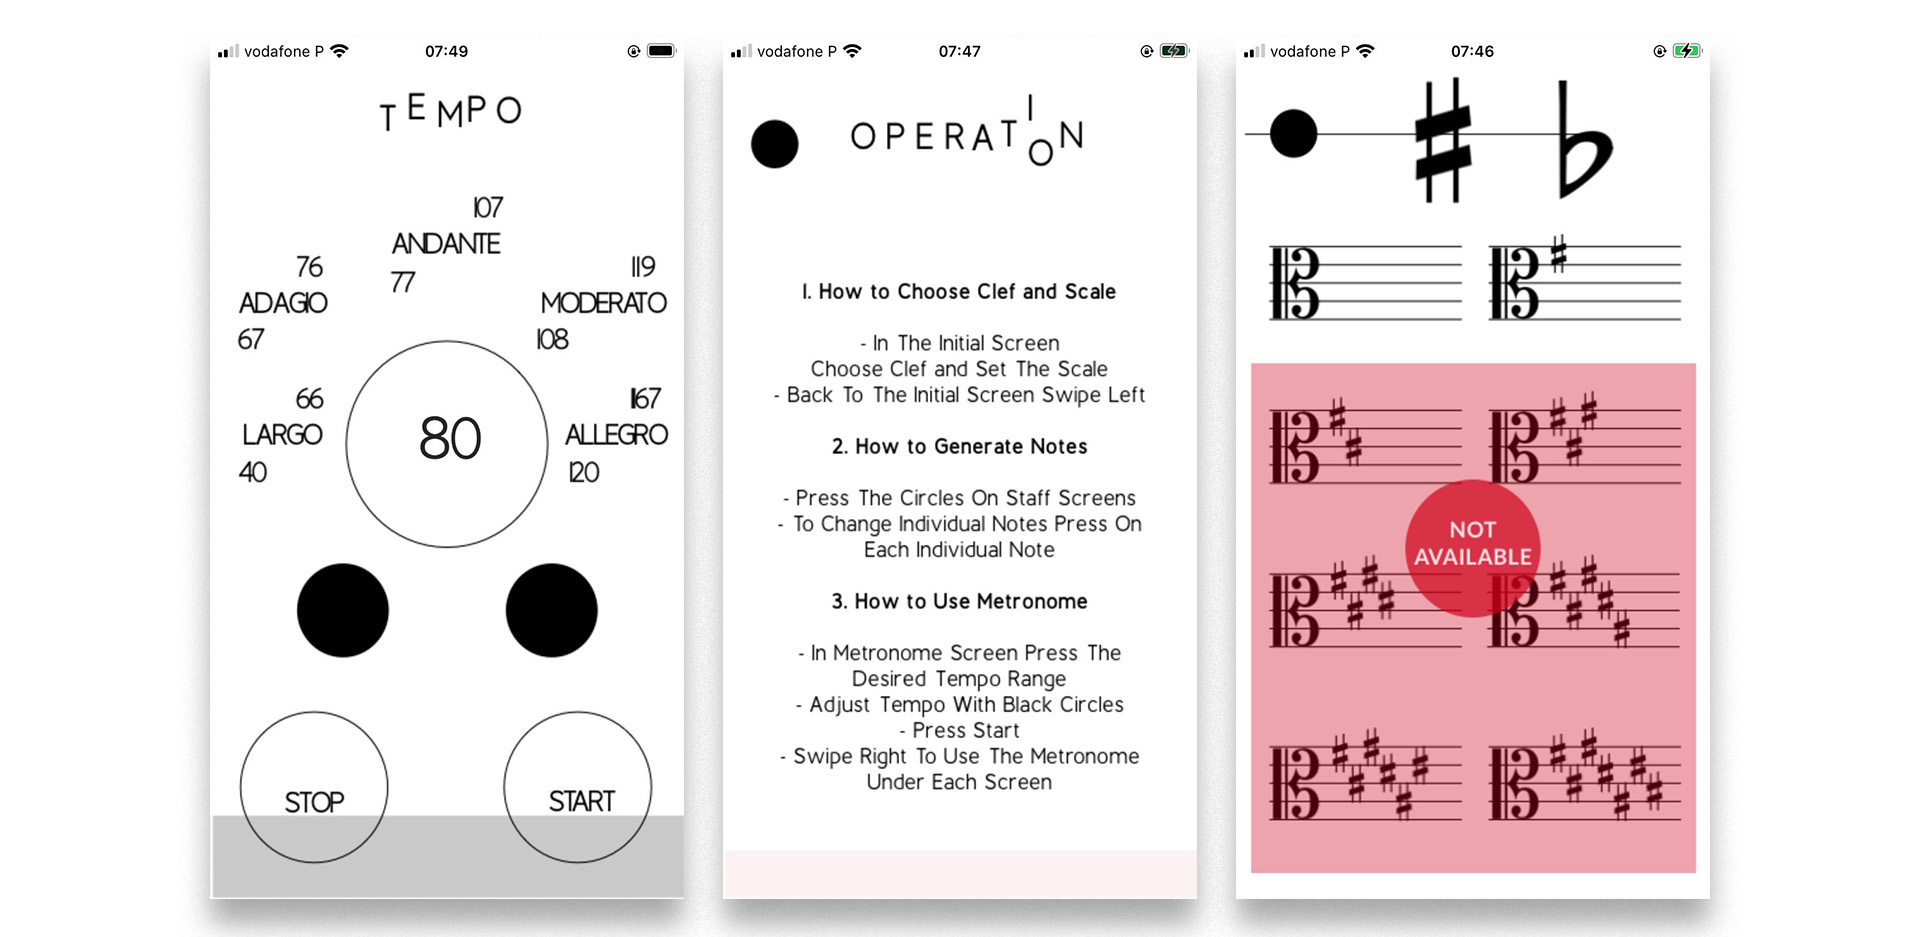 vodafone P
07:49
TEMPO
107
ANDANTE
77
76
ADAGIO
67
119
MODERATO
108
66
LARGO
40
80
167
ALLEGRO
120
STOP
START
vodafone P
07:47
OPERATION
1. How to Choose Clef and Scale
- In The Initial Screen
Choose Clef and Set The Scale
- Back To The Initial Screen Swipe Left
2. How to Generate Notes
- Press The Circles On Staff Screens
- To Change Individual Notes Press On
Each Individual Note
3. How to Use Metronome
- In Metronome Screen Press The
Desired Tempo Range
- Adjust Tempo With Black Circles
- Press Start
- Swipe Right To Use The Metronome
Under Each Screen
vodafone P
07:46
NOT
AVAILABLE